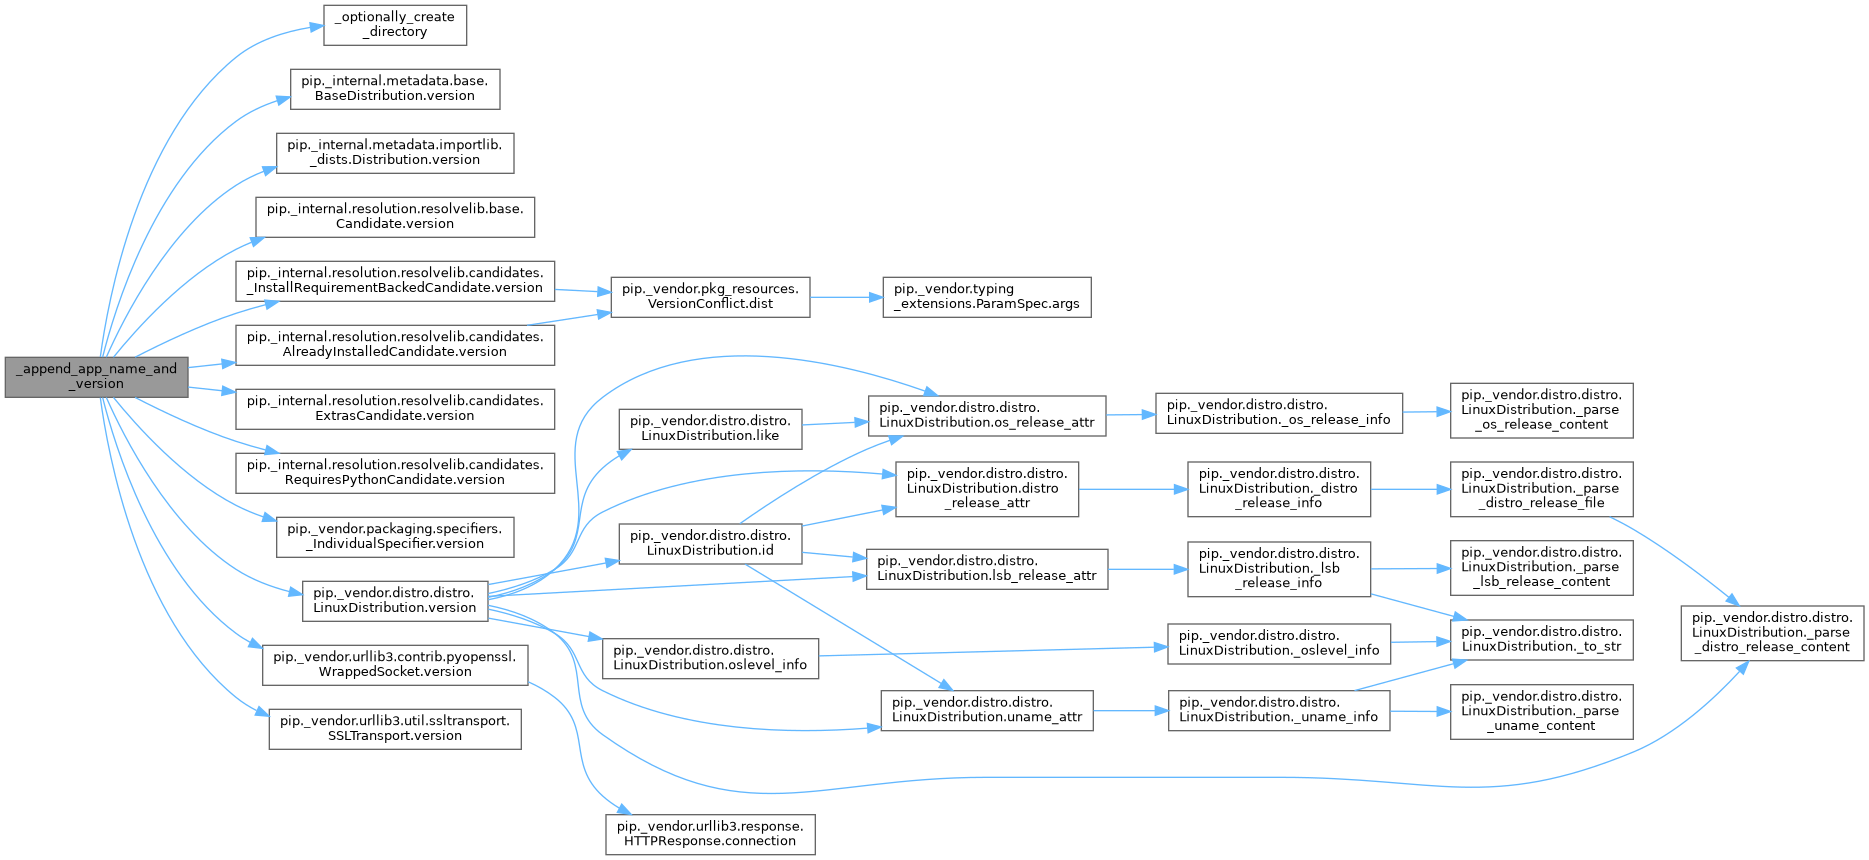 _optionally_create
_directory
pip._internal.metadata.base.
BaseDistribution.version
pip._internal.metadata.importlib.
_dists.Distribution.version
pip._internal.resolution.resolvelib.base.
Candidate.version
pip._internal.resolution.resolvelib.candidates.
_InstallRequirementBackedCandidate.version
pip._internal.resolution.resolvelib.candidates.
AlreadyInstalledCandidate.version
_append_app_name_and
_version
pip._internal.resolution.resolvelib.candidates.
ExtrasCandidate.version
pip._internal.resolution.resolvelib.candidates.
RequiresPythonCandidate.version
pip._vendor.packaging.specifiers.
_IndividualSpecifier.version
pip._vendor.distro.distro.
LinuxDistribution.version
pip._vendor.urllib3.contrib.pyopenssl.
WrappedSocket.version
pip._vendor.urllib3.util.ssltransport.
SSLTransport.version
pip._vendor.pkg_resources.
VersionConflict.dist
pip._vendor.typing
_extensions.ParamSpec.args
pip._vendor.distro.distro.
LinuxDistribution.like
pip._vendor.distro.distro.
LinuxDistribution.id
pip._vendor.distro.distro.
LinuxDistribution.oslevel_info
pip._vendor.urllib3.response.
HTTPResponse.connection
pip._vendor.distro.distro.
LinuxDistribution.os_release_attr
pip._vendor.distro.distro.
LinuxDistribution.distro
_release_attr
pip._vendor.distro.distro.
LinuxDistribution.lsb_release_attr
pip._vendor.distro.distro.
LinuxDistribution.uname_attr
pip._vendor.distro.distro.
LinuxDistribution._os_release_info
pip._vendor.distro.distro.
LinuxDistribution._distro
_release_info
pip._vendor.distro.distro.
LinuxDistribution._lsb
_release_info
pip._vendor.distro.distro.
LinuxDistribution._oslevel_info
pip._vendor.distro.distro.
LinuxDistribution._uname_info
pip._vendor.distro.distro.
LinuxDistribution._parse
_os_release_content
pip._vendor.distro.distro.
LinuxDistribution._parse
_distro_release_file
pip._vendor.distro.distro.
LinuxDistribution._parse
_lsb_release_content
pip._vendor.distro.distro.
LinuxDistribution._to_str
pip._vendor.distro.distro.
LinuxDistribution._parse
_uname_content
pip._vendor.distro.distro.
LinuxDistribution._parse
_distro_release_content